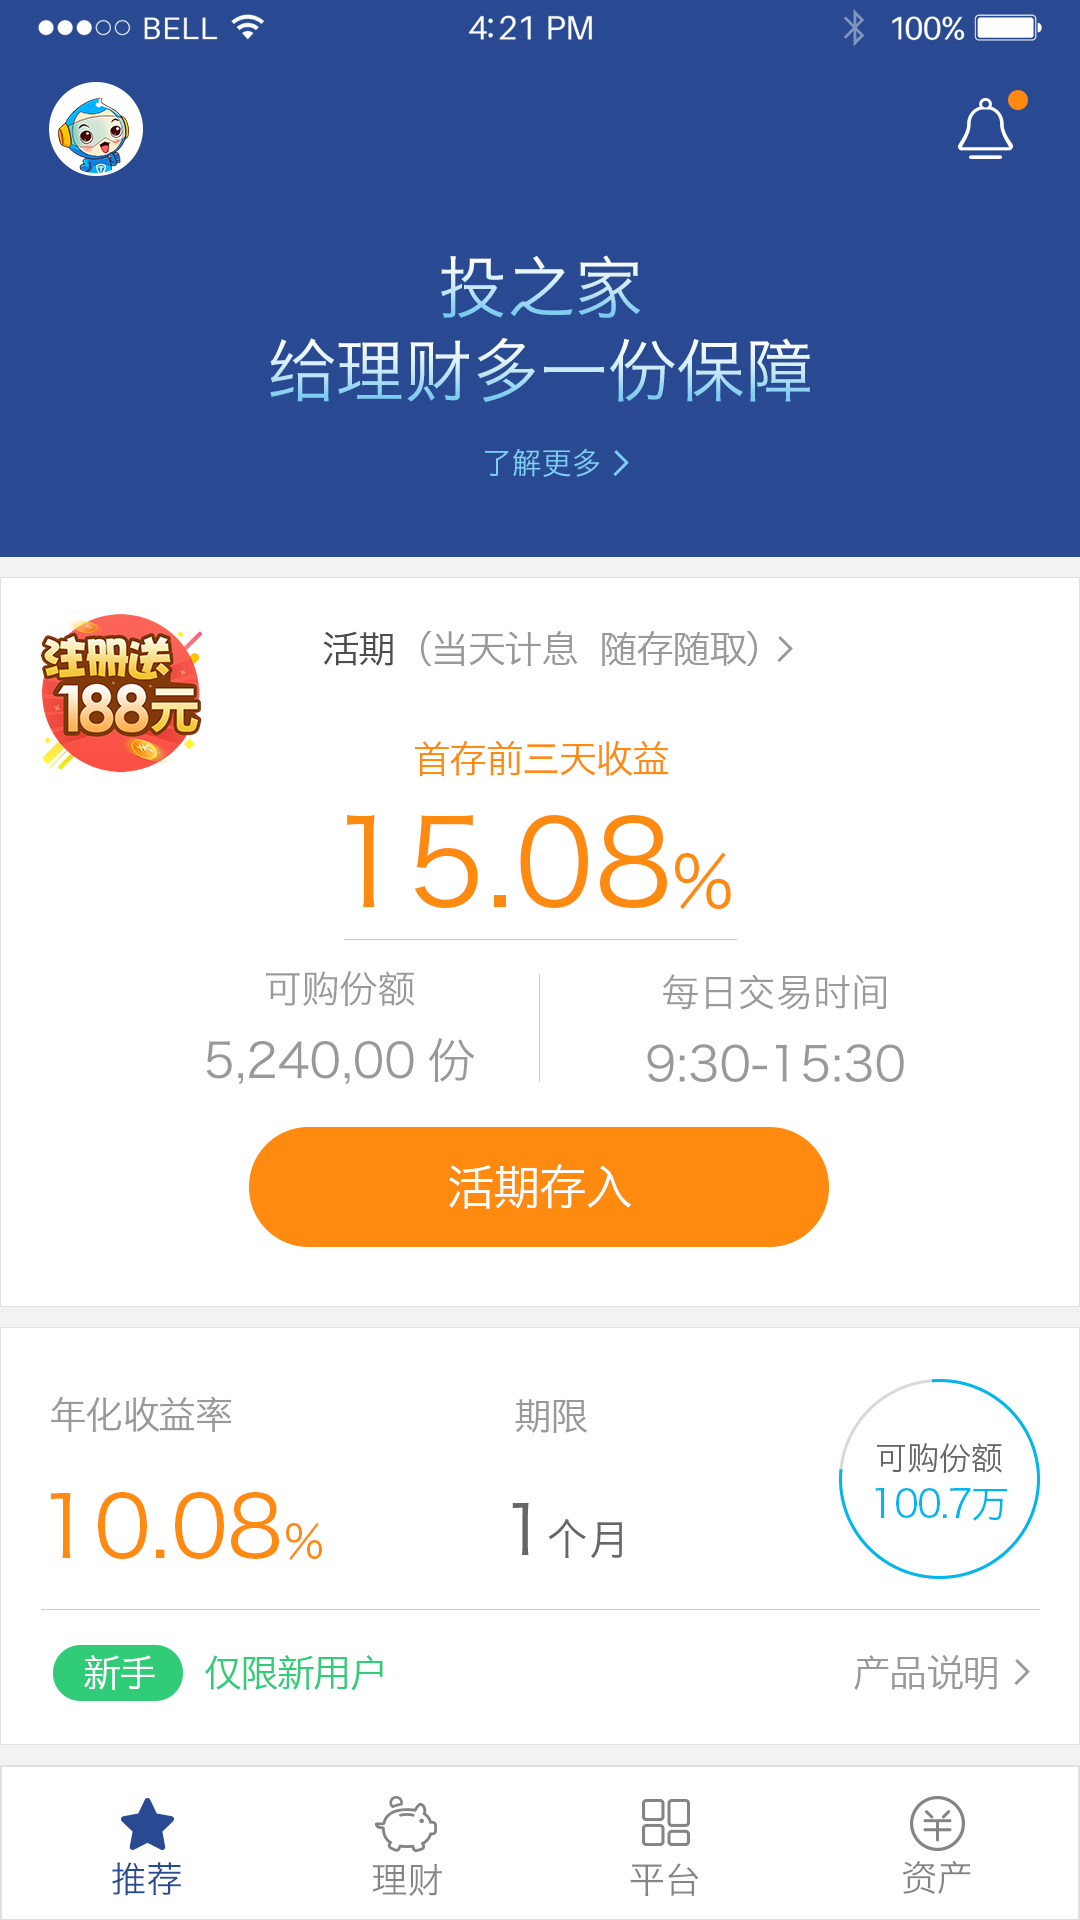 BELL 4:21 PM 100%
投之家
给理财多一份保障
了解更多
注册送
188元
活期（当天计息 随存随取）
首存前三天收益
15.08%
可购份额 每日交易时间
5,240,00 份 9:30-15:30
活期存入
年化收益率 期限
可购份额
100.7万
10.08% 1个月
新手 仅限新用户 产品说明
推荐 理财 平台 资产